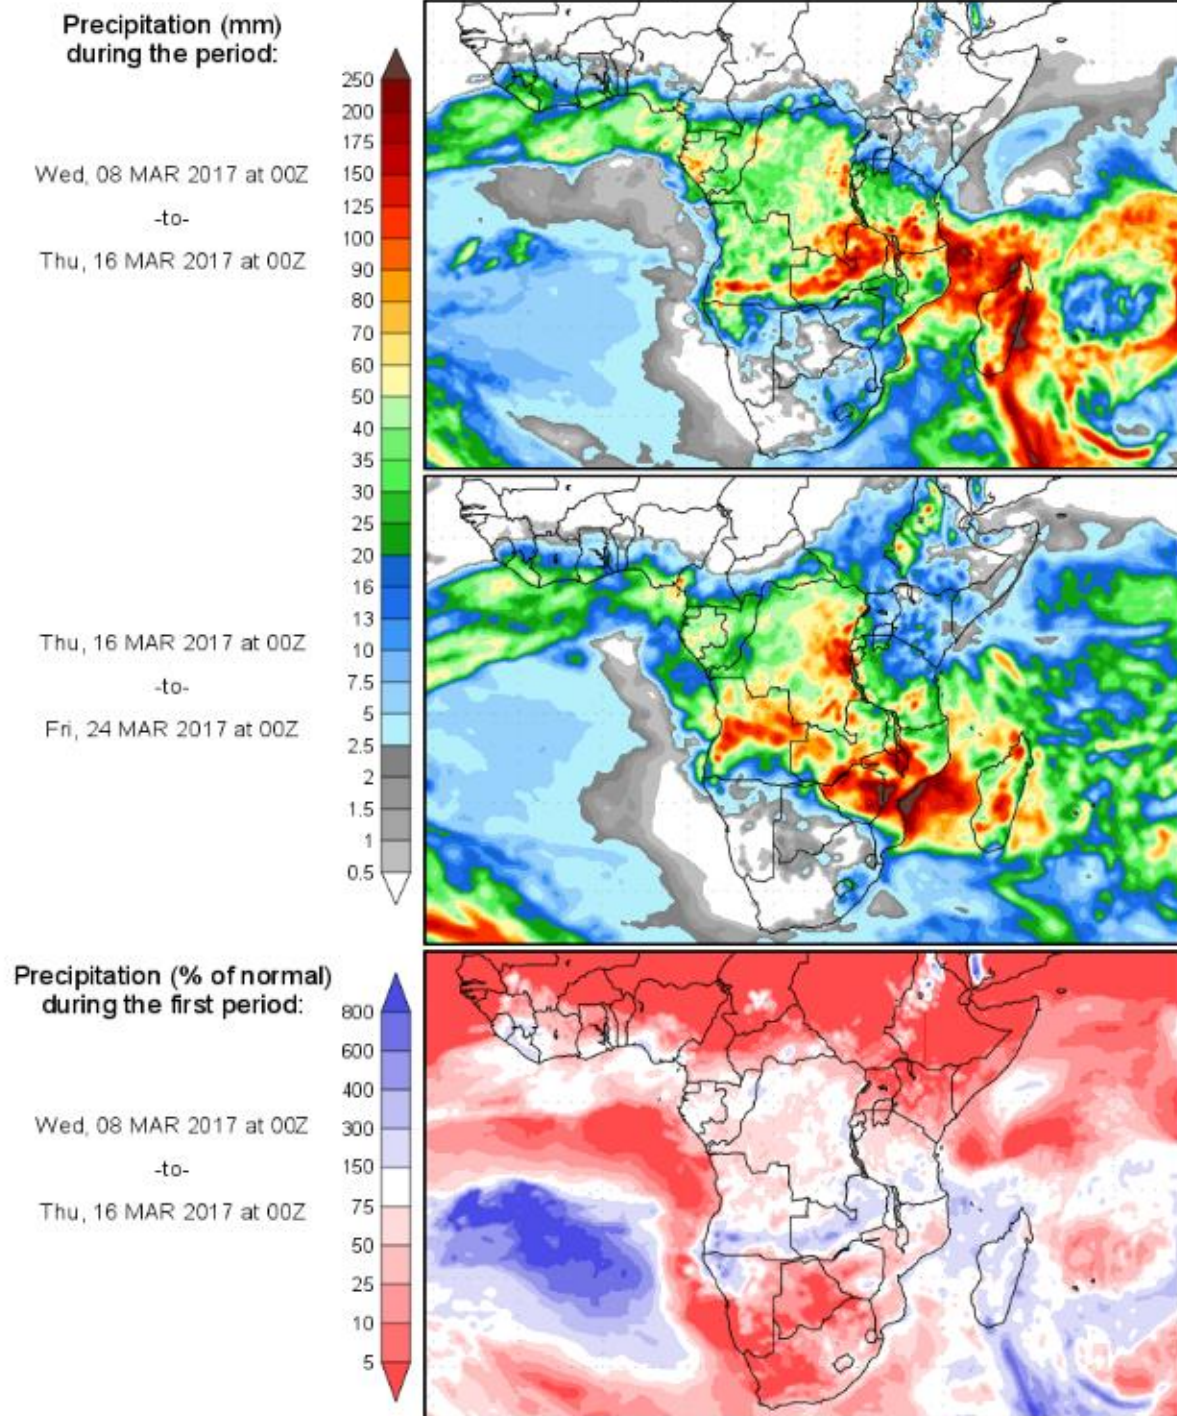 Precipitation (mm)
during the period:
250
200
175
150
125
100
90
80
70
60
50
40
35
30
25
20
16
13
10
7.5
5
2.5
2
1.5
1
0.5
Wed, 08 MAR 2017 at 00Z
-to-
Thu, 16 MAR 2017 at 00Z
Thu, 16 MAR 2017 at 00Z
-to-
Fri, 24 MAR 2017 at 00Z
Precipitation (% of normal)
during the first period:
800
600
400
300
150
75
50
25
10
5
Wed, 08 MAR 2017 at 00Z
-to-
Thu, 16 MAR 2017 at 00Z